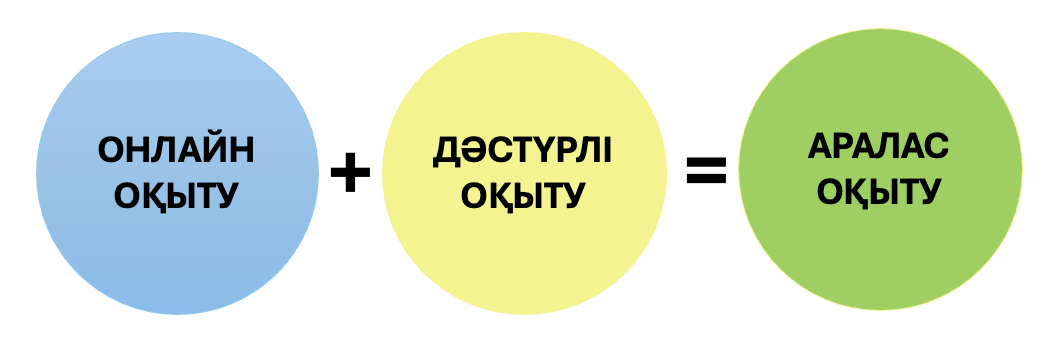 ОНЛАЙН
ОҚЫТУ
+
ДӘСТҮРЛІ
ОҚЫТУ
=
АРАЛАС
ОҚЫТУ